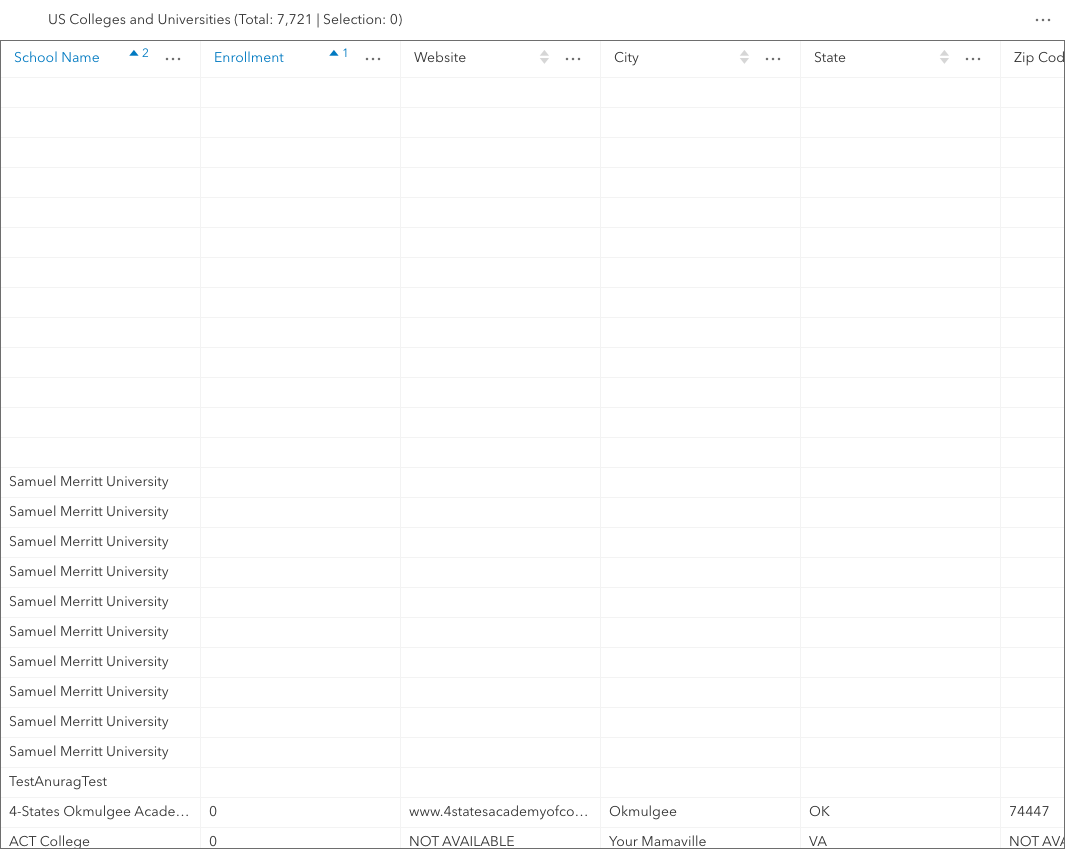 US Colleges and Universities (Total: 7,721 | Selection: 0) ...
School Name 2 ... Enrollment 1 ... Website ... City ... State ... Zip Cod
Samuel Merritt University
Samuel Merritt University
Samuel Merritt University
Samuel Merritt University
Samuel Merritt University
Samuel Merritt University
Samuel Merritt University
Samuel Merritt University
Samuel Merritt University
Samuel Merritt University
TestAnuragTest
4-States Okmulgee Acade... 0 www.4statesacademyofco... Okmulgee OK 74447
ACT College 0 NOT AVAILABLE Your Mamaville VA NOT AVA